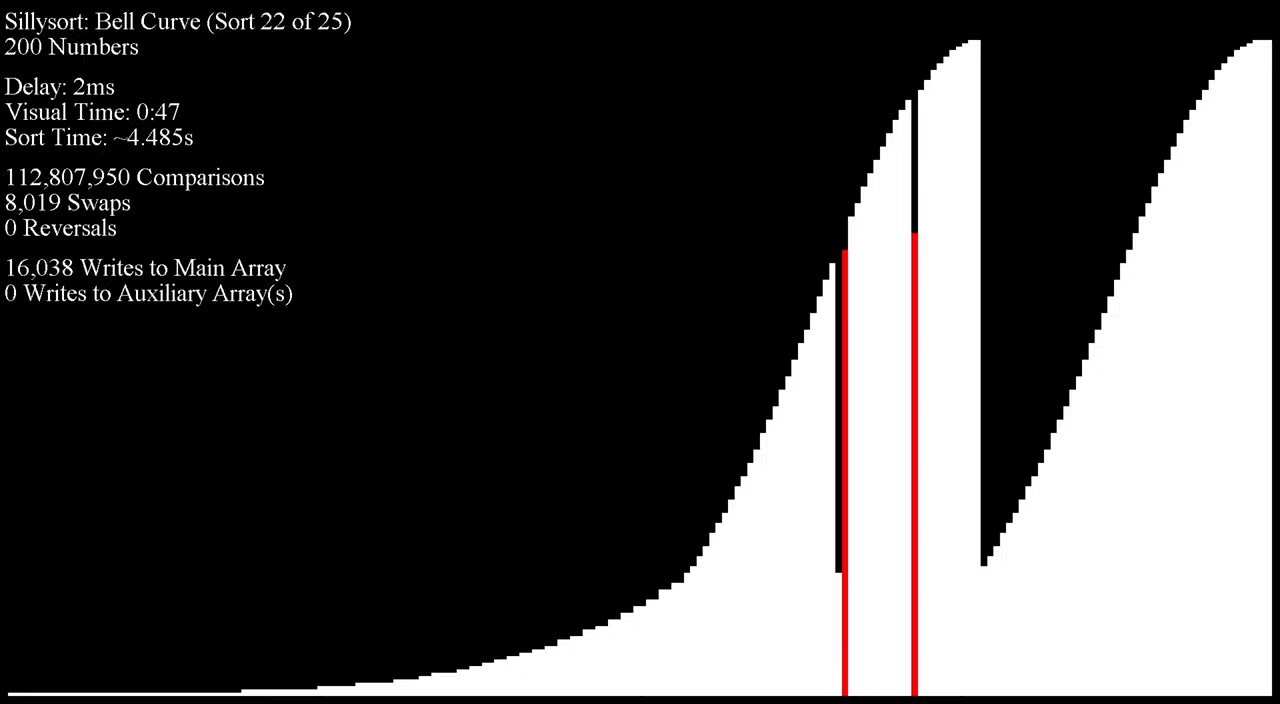 Sillysort: Bell Curve (Sort 22 of 25)
200 Numbers
Delay: 2ms
Visual Time: 0:47
Sort Time: ~4.485s
112,807,950 Comparisons
8,019 Swaps
0 Reversals
16,038 Writes to Main Array
0 Writes to Auxiliary Array(s)